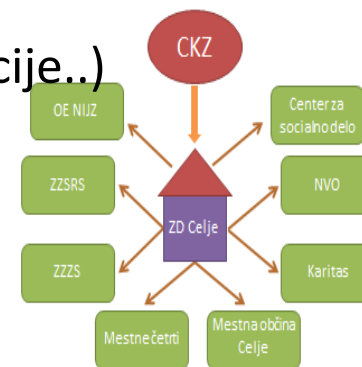 cije..)
CKZ
OE NIJZ
Center za
socialno delo
ZZSRS
NVO
ZD Celje
ZZZS
Karitas
Mestne četrti
Mestna občina
Celje